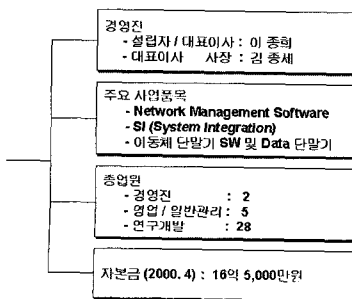 경영진
- 설립자 / 대표이사 : 이 종희
- 대표이사 사장 : 김 종세
주요 사업품목
- Network Management Software
- SI (System Integration)
- 이동체 단말기 SW 및 Data 단말기
종업원
- 경영진 : 2
- 영업 / 일반관리 : 5
- 연구개발 : 28
자본금 (2000. 4) : 16억 5,000만원